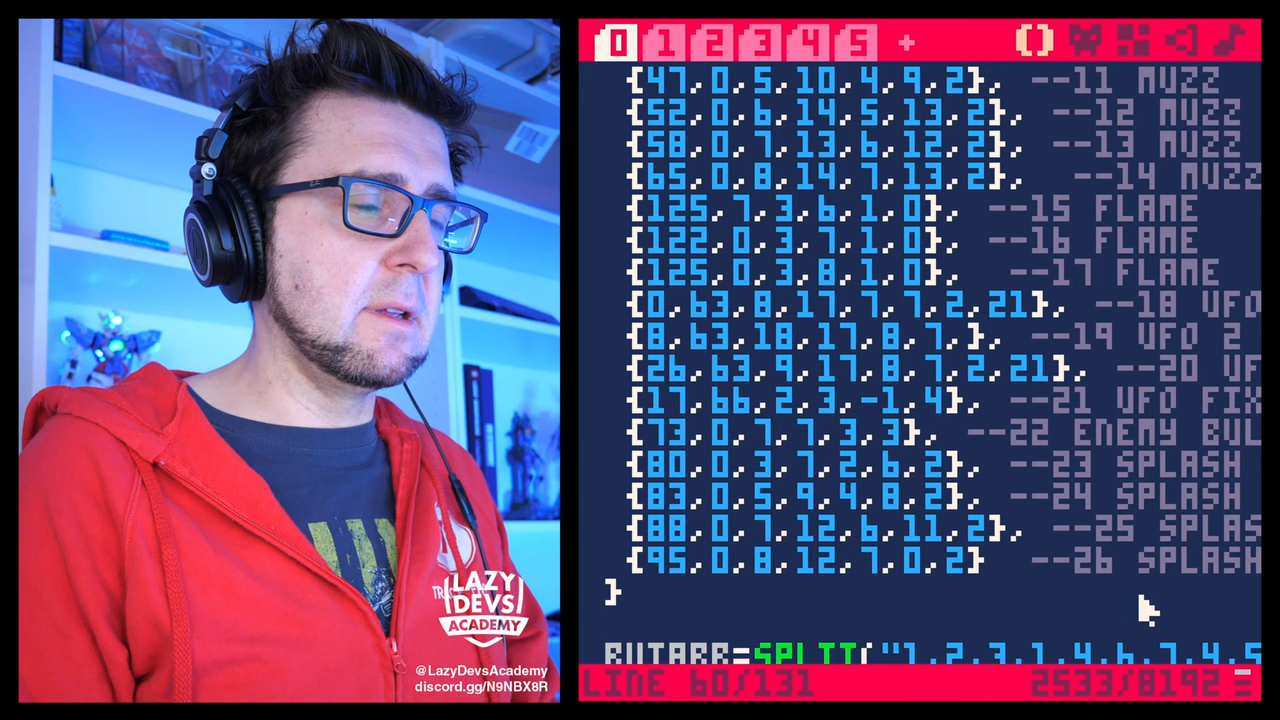 LAZY
DEVS
ACADEMY
@LazyDevsAcademy
discord.gg/N9NBX8R
0 1 2 3 4 5 +
{47,0,5,10,4,9,2}, --11 MUZZ
{52,0,6,14,5,13,2}, --12 MUZZ
{58,0,7,13,6,12,2}, --13 MUZZ
{65,0,8,14,7,13,2}, --14 MUZZ
{125,7,3,6,1,0}, --15 FLAME
{122,0,3,7,1,0}, --16 FLAME
{125,0,3,8,1,0}, --17 FLAME
{0,63,8,17,7,7,2,21}, --18 UFO
{8,63,18,17,8,7,}, --19 UFO 2
{26,63,9,17,8,7,2,21}, --20 UF
{17,66,2,3,-1,4}, --21 UFO FIX
{73,0,7,7,3,3}, --22 ENEMY BUL
{80,0,3,7,2,6,2}, --23 SPLASH
{83,0,5,9,4,8,2}, --24 SPLASH
{88,0,7,12,6,11,2}, --25 SPLAS
{95,0,8,12,7,0,2} --26 SPLASH
}
=SPLIT("1,2,3,1,4,6,7,4,5
LINE 60/131
2533/8192